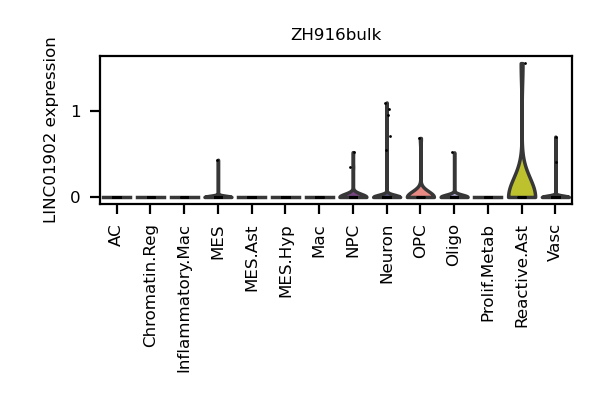 ZH916bulk
LINC01902 expression
1
0
AC
Chromatin.Reg
Inflammatory.Mac
MES
MES.Ast
MES.Hyp
Mac
NPC
Neuron
OPC
Oligo
Prolif.Metab
Reactive.Ast
Vasc